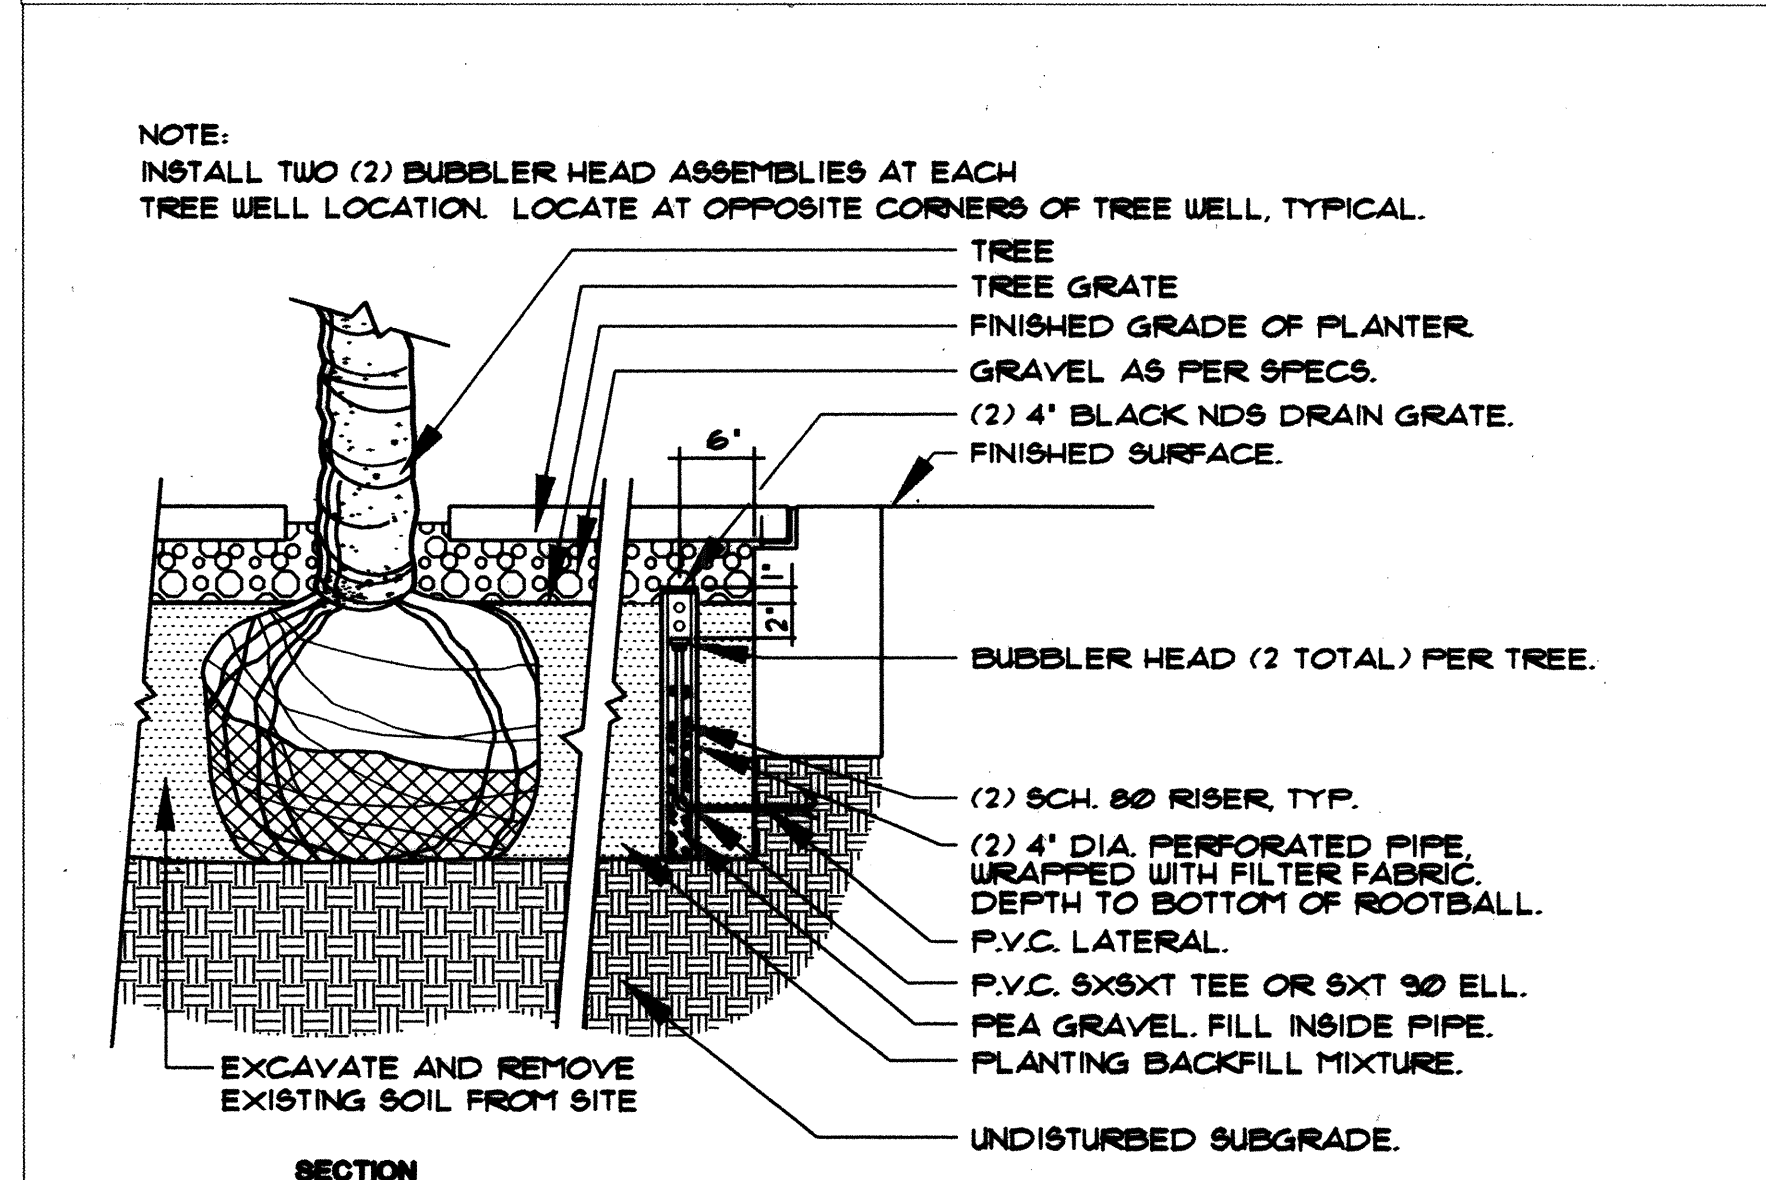 NOTE:
INSTALL TWO (2) BUBBLER HEAD ASSEMBLIES AT EACH
TREE WELL LOCATION. LOCATE AT OPPOSITE CORNERS OF TREE WELL, TYPICAL.
TREE
TREE GRATE
FINISHED GRADE OF PLANTER
GRAVEL AS PER SPECS.
(2) 4" BLACK NDS DRAIN GRATE.
6"
FINISHED SURFACE.
1"
2"
BUBBLER HEAD (2 TOTAL) PER TREE.
(2) SCH. 80 RISER, TYP.
(2) 4" DIA. PERFORATED PIPE,
WRAPPED WITH FILTER FABRIC.
DEPTH TO BOTTOM OF ROOTBALL.
P.V.C. LATERAL.
P.V.C. SXSXT TEE OR SXT 90 ELL.
PEA GRAVEL. FILL INSIDE PIPE.
PLANTING BACKFILL MIXTURE.
EXCAVATE AND REMOVE
EXISTING SOIL FROM SITE
UNDISTURBED SUBGRADE.
SECTION